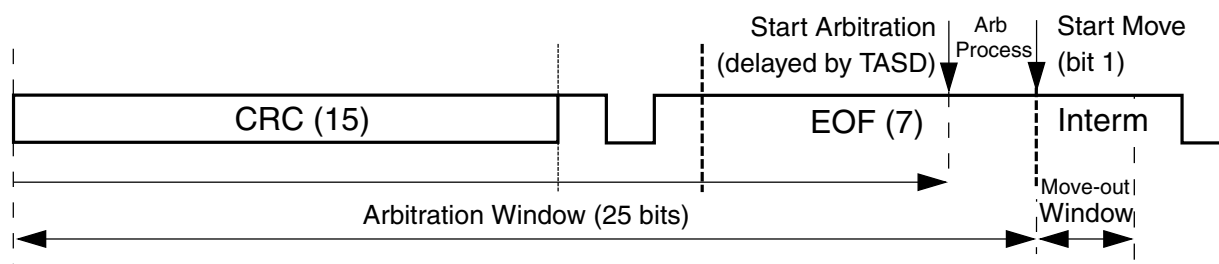 Start Arbitration
(delayed by TASD)
Arb
Process
Start Move
(bit 1)
CRC (15)
EOF (7)
Interm
Arbitration Window (25 bits)
Move-out
Window